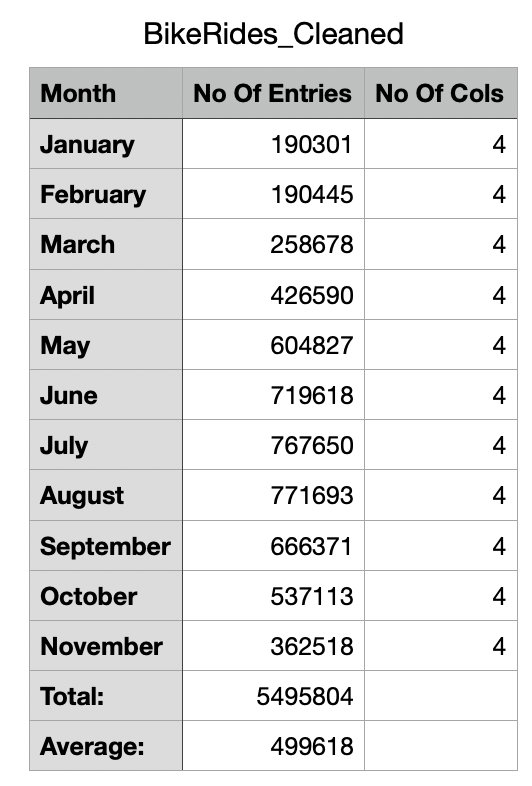 BikeRides_Cleaned
Month No Of Entries No Of Cols
January 190301 4
February 190445 4
March 258678 4
April 426590 4
May 604827 4
June 719618 4
July 767650 4
August 771693 4
September 666371 4
October 537113 4
November 362518 4
Total: 5495804
Average: 499618